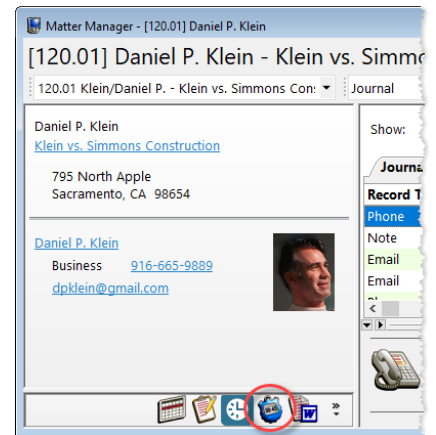 Matter Manager - [120.01] Daniel P. Klein
[120.01] Daniel P. Klein - Klein vs. Simmo
120.01 Klein/Daniel P. - Klein vs. Simmons Con: Journal
Daniel P. Klein
Klein vs. Simmons Construction
795 North Apple
Sacramento, CA 98654
Daniel P. Klein
Business 916-665-9889
dpklein@gmail.com
Show:
Journa
Record T
Phone
Note
Email
Email